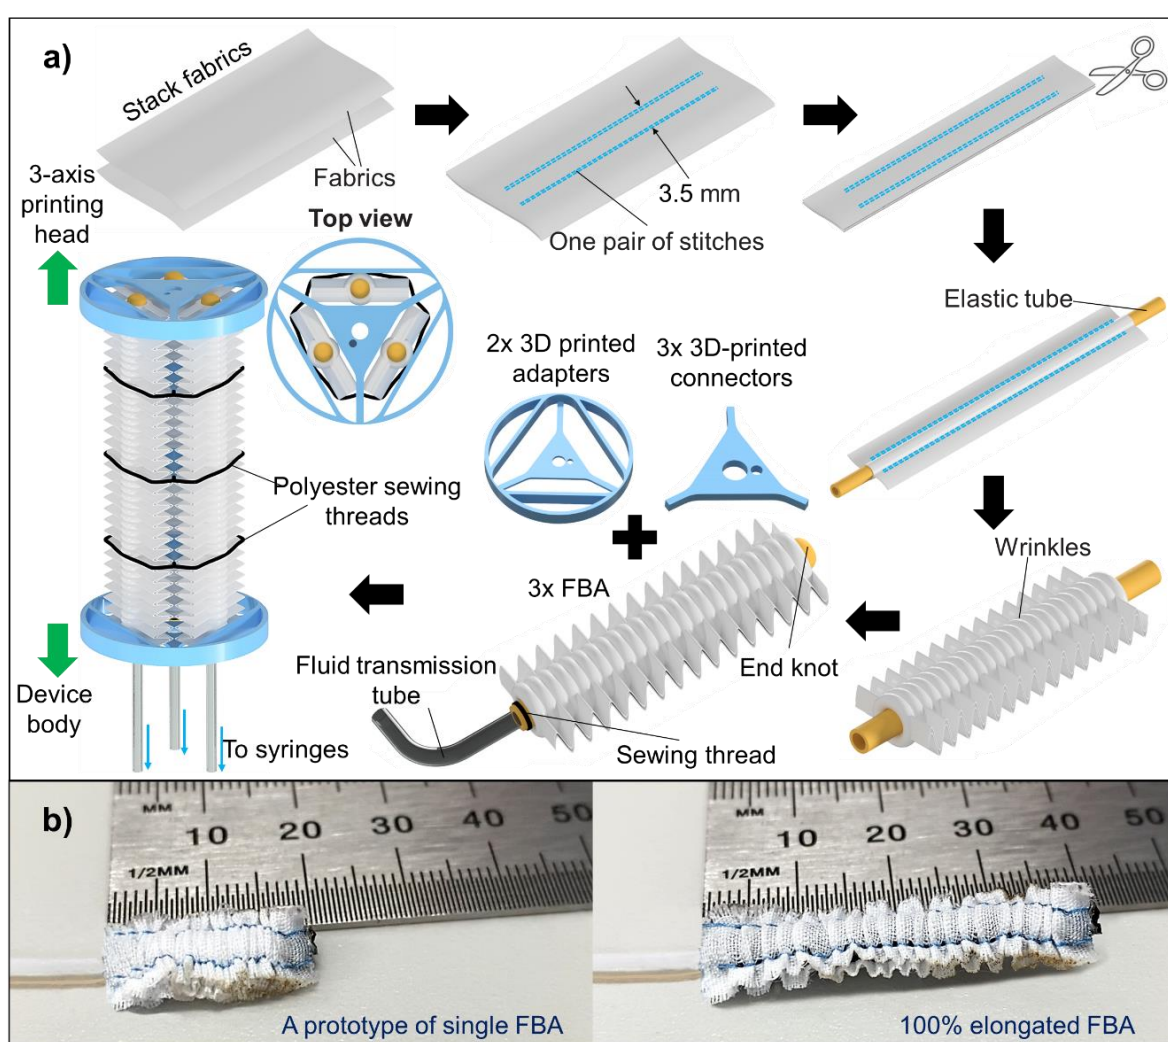 a)
Stack fabrics
Fabrics
3.5 mm
One pair of stitches
3-axis
printing
head
Top view
Elastic tube
2x 3D printed
adapters
3x 3D-printed
connectors
Polyester sewing
threads
Wrinkles
3x FBA
End knot
Fluid transmission
tube
Sewing thread
Device
body
To syringes
b)
MM 10 20 30 40 50
1/2MM
A prototype of single FBA
MM 10 20 30 40 50
1/2MM
100% elongated FBA